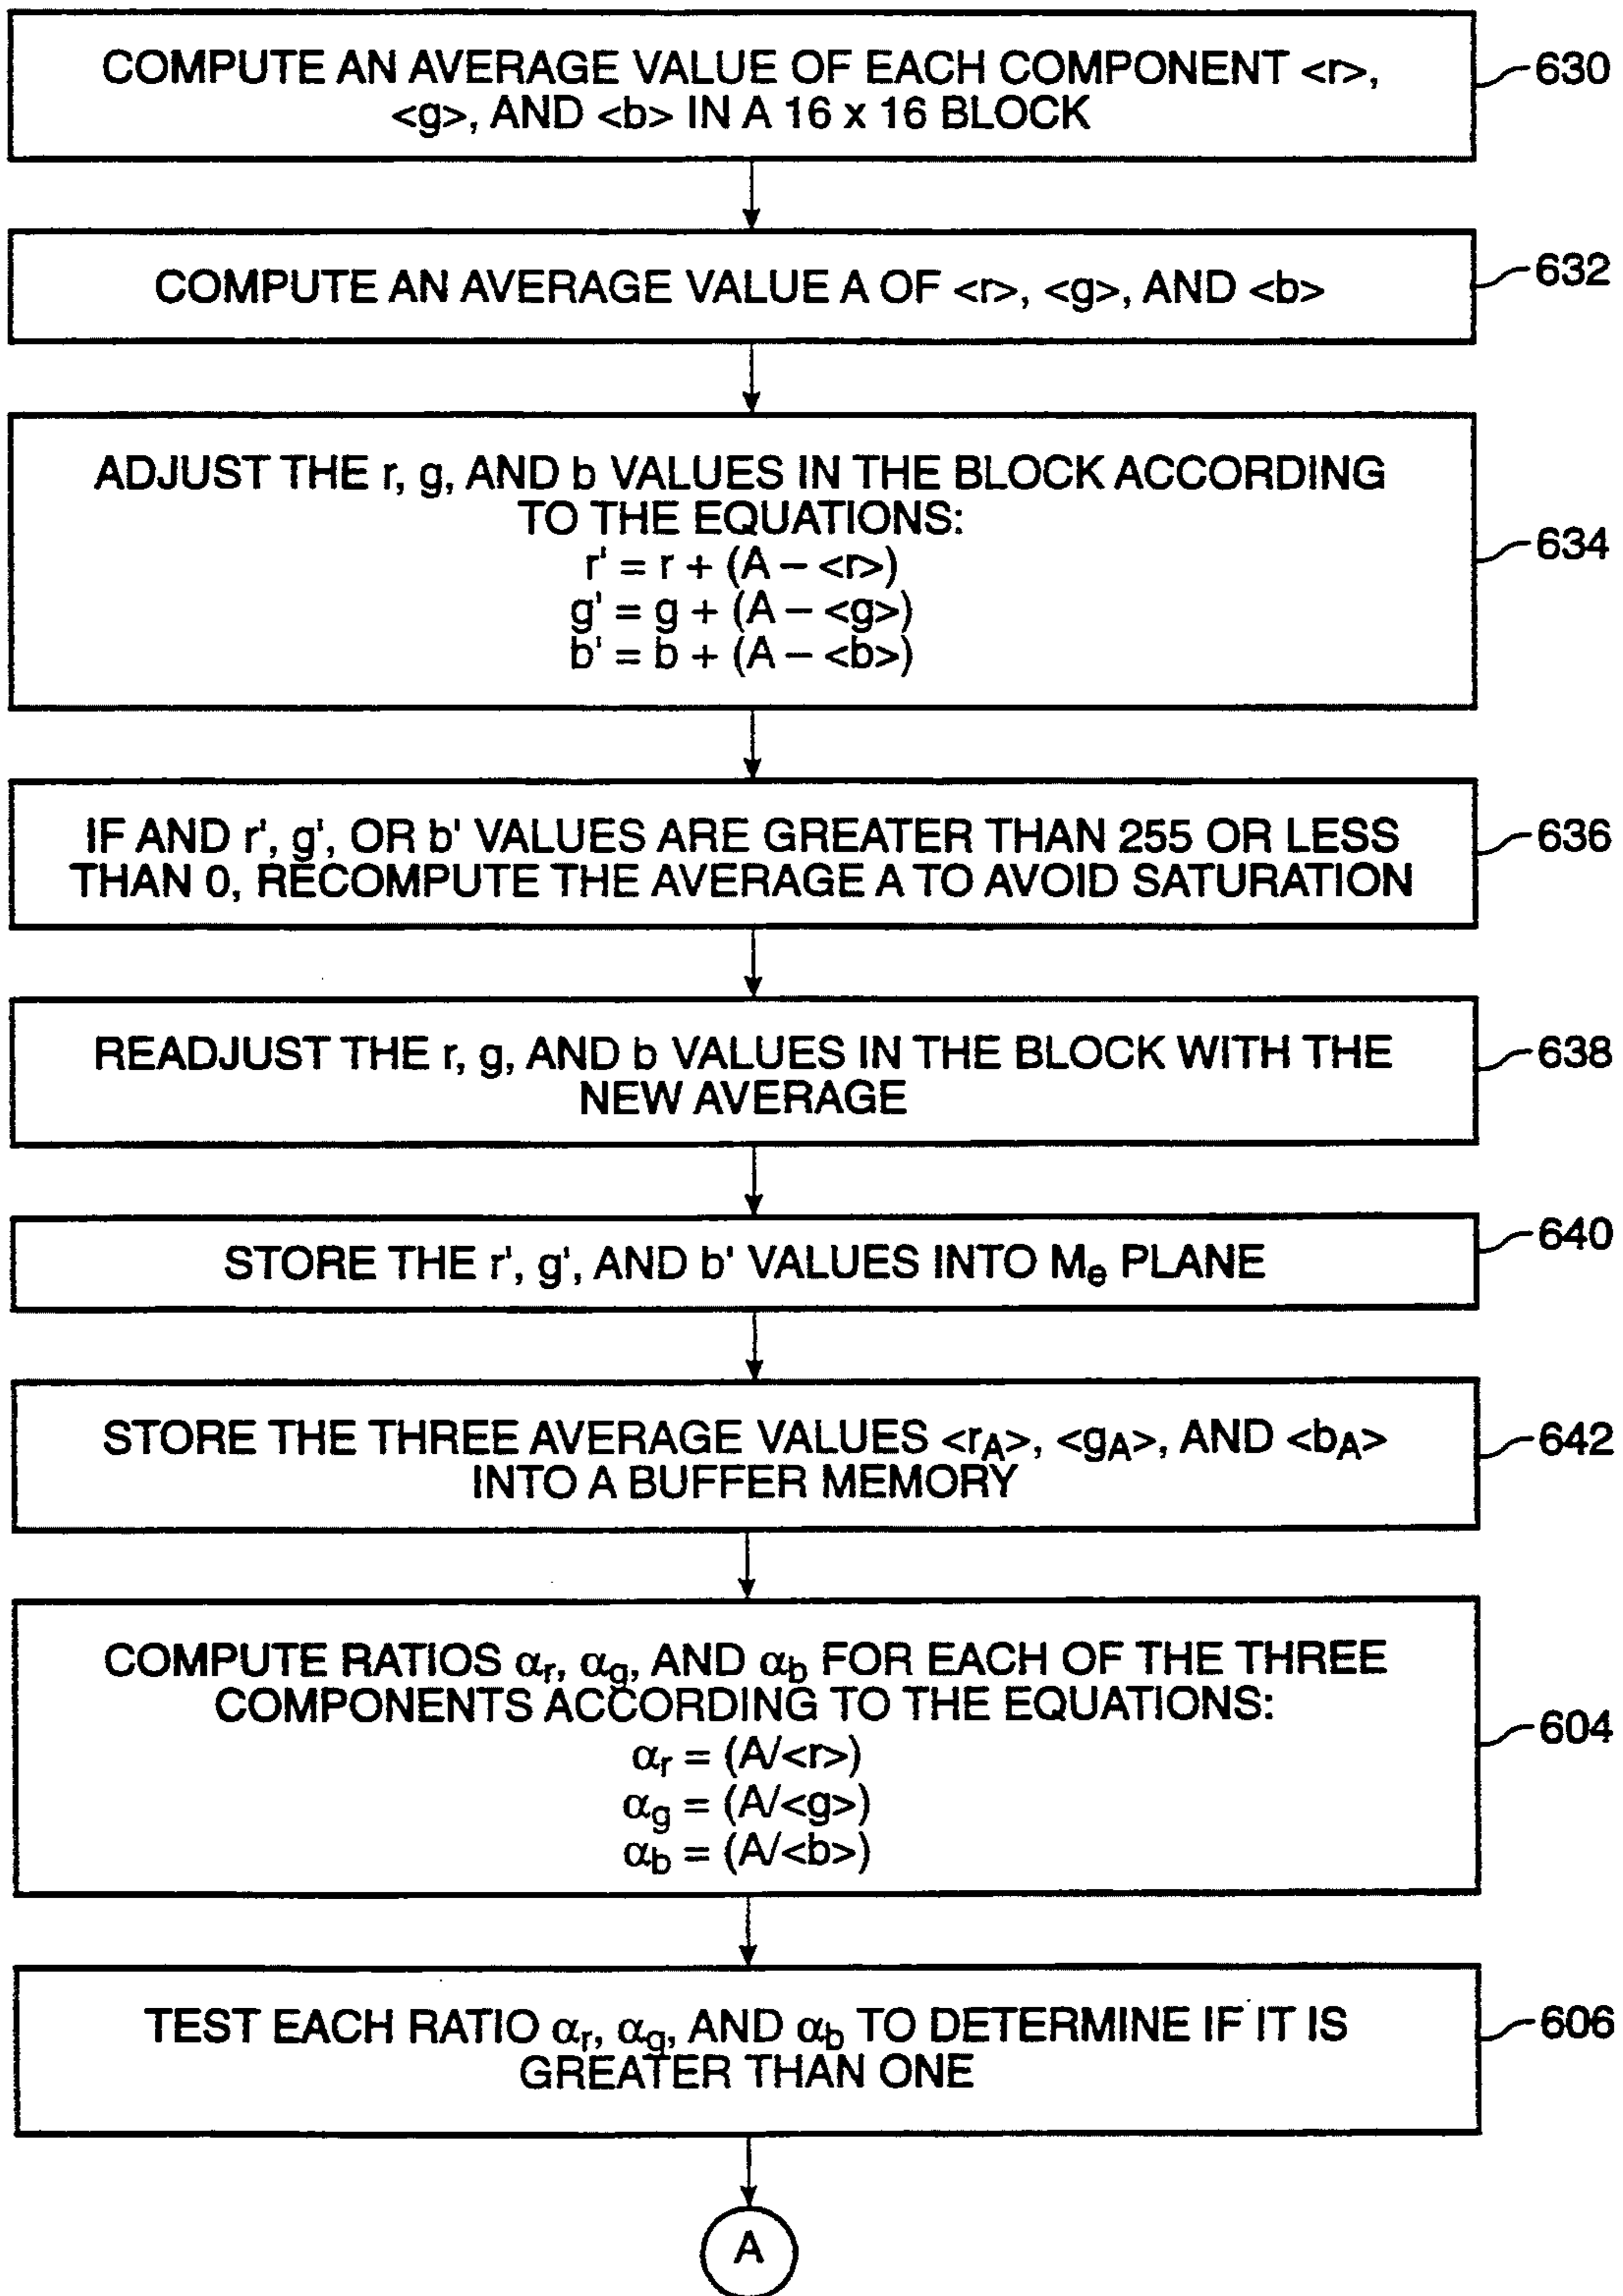 COMPUTE AN AVERAGE VALUE OF EACH COMPONENT <r>,
<g>, AND <b> IN A 16 x 16 BLOCK
630
COMPUTE AN AVERAGE VALUE A OF <r>, <g>, AND <b>
632
ADJUST THE r, g, AND b VALUES IN THE BLOCK ACCORDING
TO THE EQUATIONS:
r' = r + (A – <r>)
g' = g + (A – <g>)
b' = b + (A – <b>)
634
IF AND r', g', OR b' VALUES ARE GREATER THAN 255 OR LESS
THAN 0, RECOMPUTE THE AVERAGE A TO AVOID SATURATION
636
READJUST THE r, g, AND b VALUES IN THE BLOCK WITH THE
NEW AVERAGE
638
STORE THE r', g', AND b' VALUES INTO Me PLANE
640
STORE THE THREE AVERAGE VALUES <rA>, <gA>, AND <bA>
INTO A BUFFER MEMORY
642
COMPUTE RATIOS αr, αg, AND αb FOR EACH OF THE THREE
COMPONENTS ACCORDING TO THE EQUATIONS:
αr = (A/<r>)
αg = (A/<g>)
αb = (A/<b>)
604
TEST EACH RATIO αr, αg, AND αb TO DETERMINE IF IT IS
GREATER THAN ONE
606
A